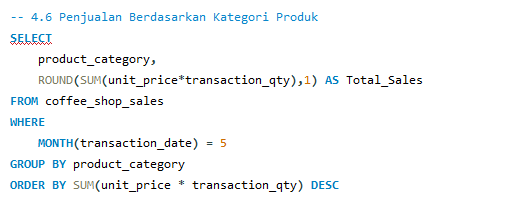 -- 4.6 Penjualan Berdasarkan Kategori Produk
SELECT
    product_category,
    ROUND(SUM(unit_price*transaction_qty),1) AS Total_Sales
FROM coffee_shop_sales
WHERE
    MONTH(transaction_date) = 5
GROUP BY product_category
ORDER BY SUM(unit_price * transaction_qty) DESC